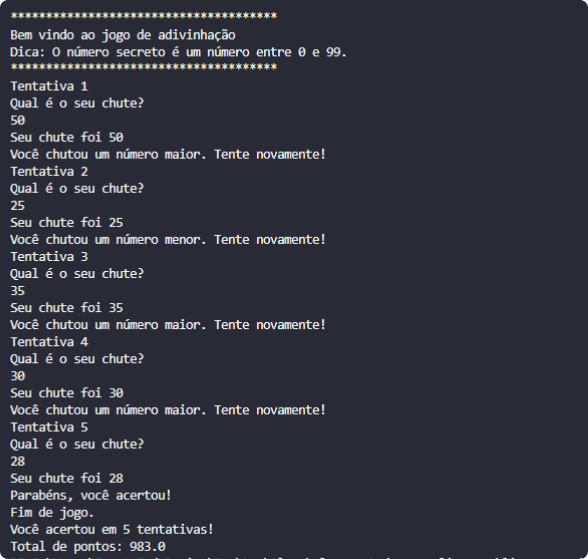 **************************************
Bem vindo ao jogo de adivinhação
Dica: O número secreto é um número entre 0 e 99.
**************************************
Tentativa 1
Qual é o seu chute?
50
Seu chute foi 50
Você chutou um número maior. Tente novamente!
Tentativa 2
Qual é o seu chute?
25
Seu chute foi 25
Você chutou um número menor. Tente novamente!
Tentativa 3
Qual é o seu chute?
35
Seu chute foi 35
Você chutou um número maior. Tente novamente!
Tentativa 4
Qual é o seu chute?
30
Seu chute foi 30
Você chutou um número maior. Tente novamente!
Tentativa 5
Qual é o seu chute?
28
Seu chute foi 28
Parabéns, você acertou!
Fim de jogo.
Você acertou em 5 tentativas!
Total de pontos: 983.0